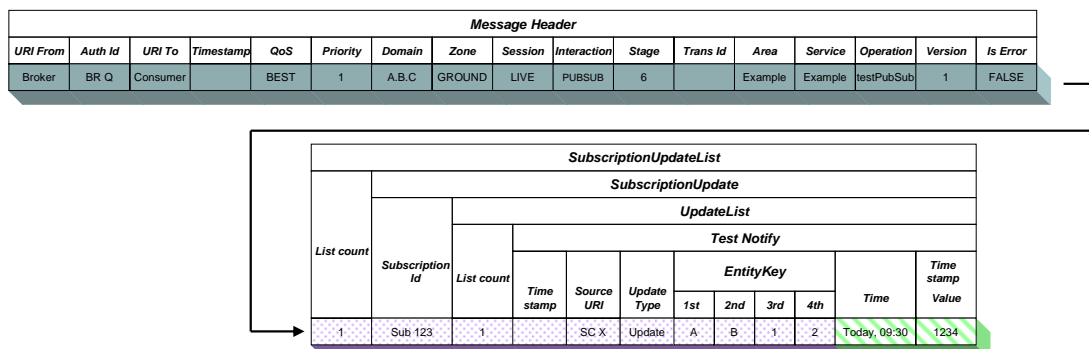 Message Header
URI From Auth Id URI To Timestamp QoS Priority Domain Zone Session Interaction Stage Trans Id Area Service Operation Version Is Error
Broker BR Q Consumer BEST 1 A.B.C GROUND LIVE PUBSUB 6 Example Example testPubSub 1 FALSE
SubscriptionUpdateList
SubscriptionUpdate
UpdateList
Test Notify
List count
Subscription
Id
List count
Time
stamp
Source
URI
Update
Type
EntityKey
1st 2nd 3rd 4th
Time
Time
stamp
Value
1 Sub 123 1 SC X Update A B 1 2 Today, 09:30 1234